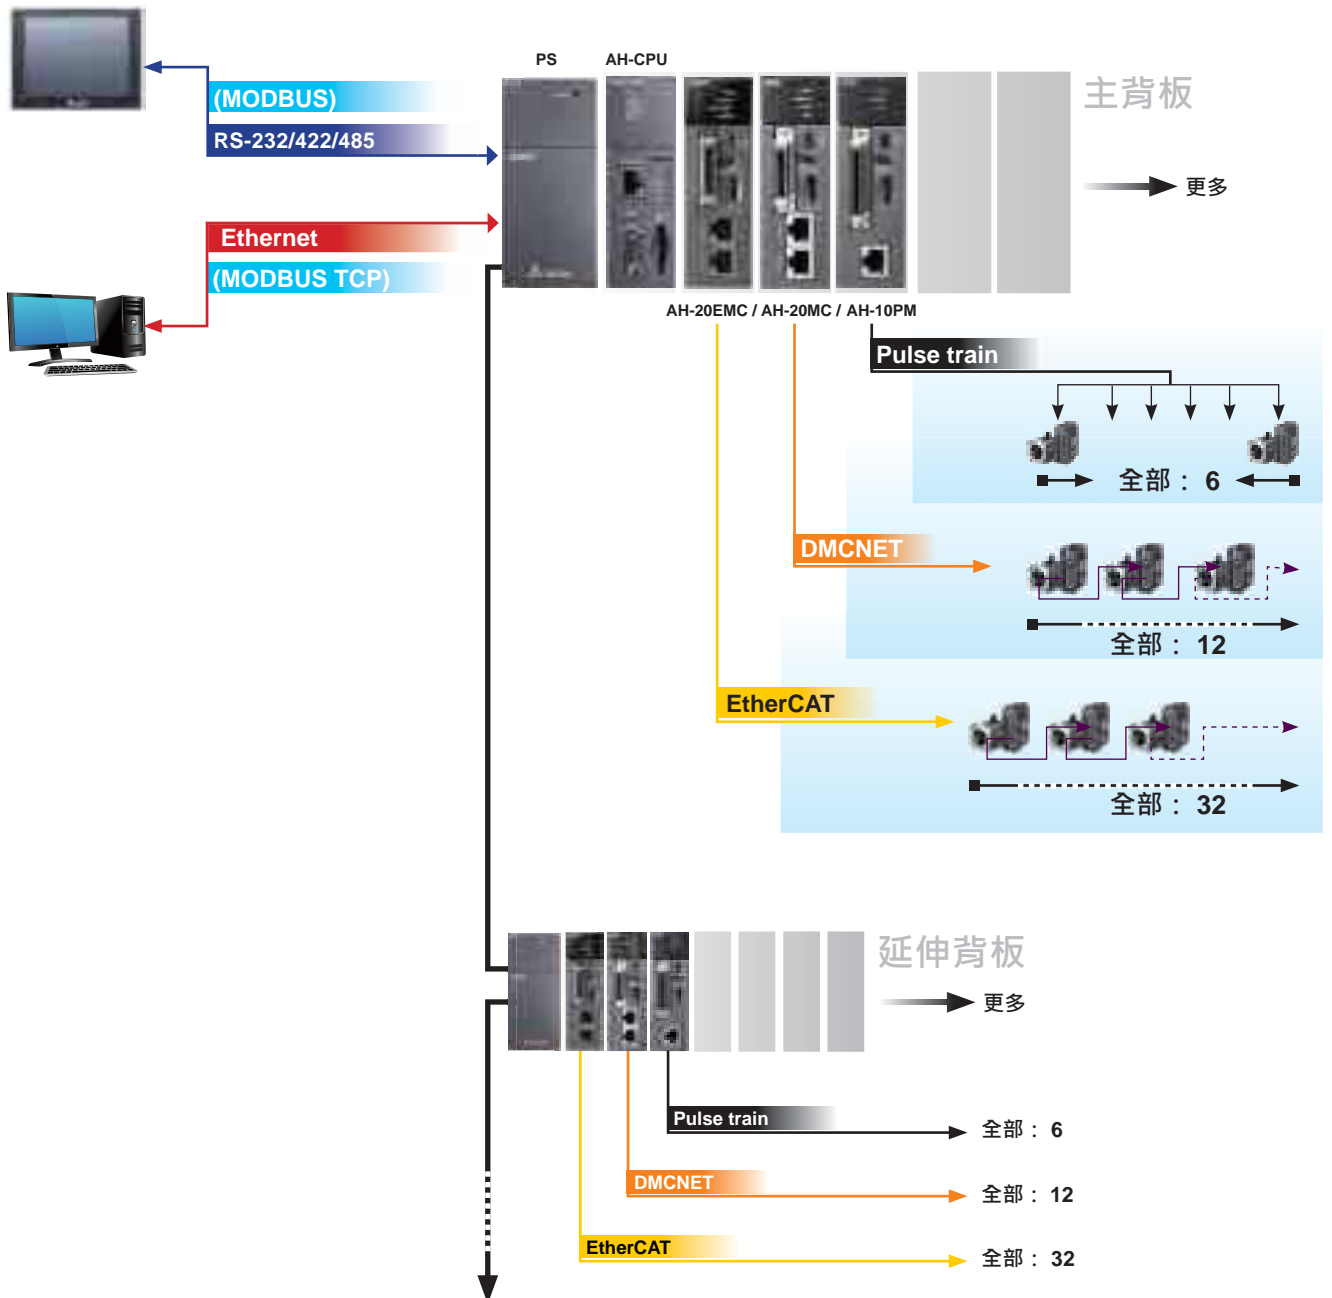 PS
AH-CPU
(MODBUS)
RS-232/422/485
主背板
更多
Ethernet
(MODBUS TCP)
AH-20EMC / AH-20MC / AH-10PM
Pulse train
全部： 6
DMCNET
全部： 12
EtherCAT
全部： 32
延伸背板
更多
Pulse train
全部： 6
DMCNET
全部： 12
EtherCAT
全部： 32